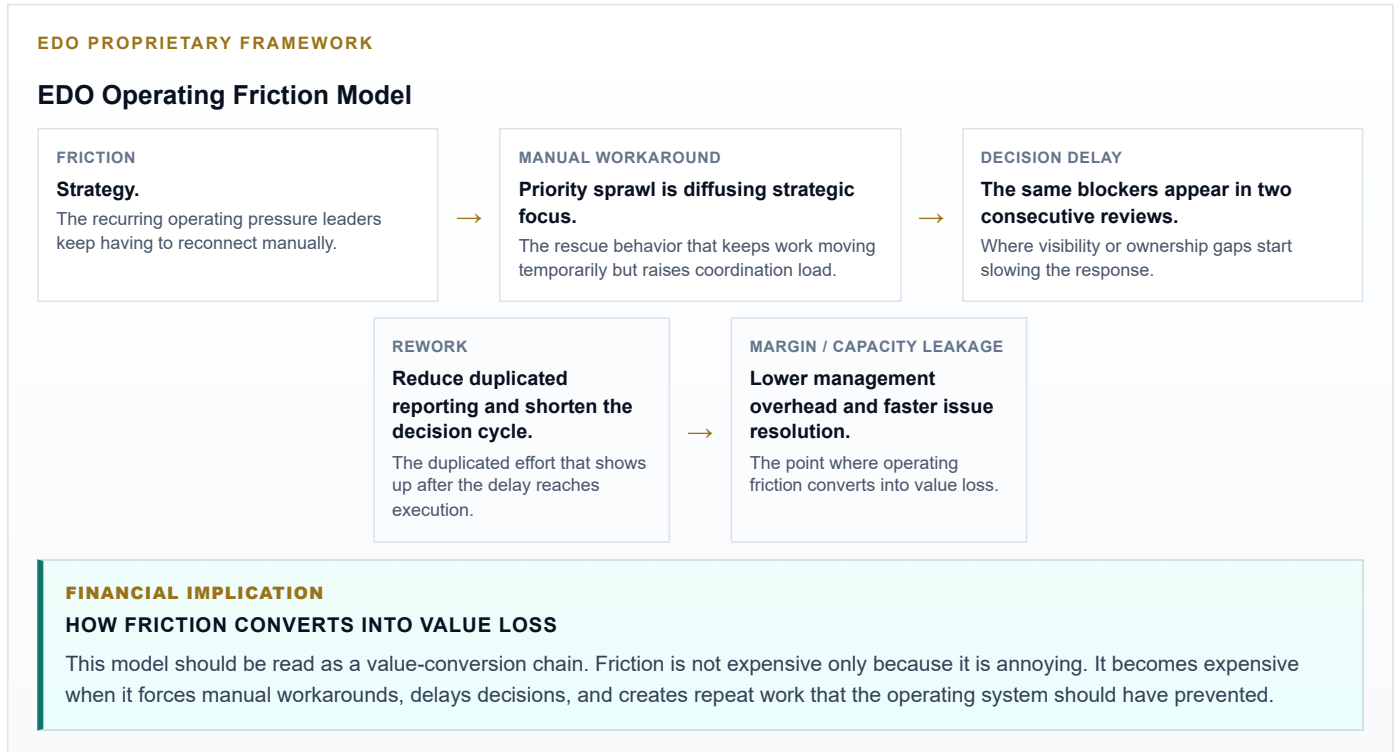 EDO PROPRIETARY FRAMEWORK
EDO Operating Friction Model
FRICTION
Strategy.
The recurring operating pressure leaders
keep having to reconnect manually.
→
MANUAL WORKAROUND
Priority sprawl is diffusing strategic
focus.
The rescue behavior that keeps work moving
temporarily but raises coordination load.
→
DECISION DELAY
The same blockers appear in two
consecutive reviews.
Where visibility or ownership gaps start
slowing the response.
REWORK
Reduce duplicated
reporting and shorten the
decision cycle.
The duplicated effort that shows
up after the delay reaches
execution.
→
MARGIN / CAPACITY LEAKAGE
Lower management
overhead and faster issue
resolution.
The point where operating
friction converts into value loss.
FINANCIAL IMPLICATION
HOW FRICTION CONVERTS INTO VALUE LOSS
This model should be read as a value-conversion chain. Friction is not expensive only because it is annoying. It becomes expensive
when it forces manual workarounds, delays decisions, and creates repeat work that the operating system should have prevented.